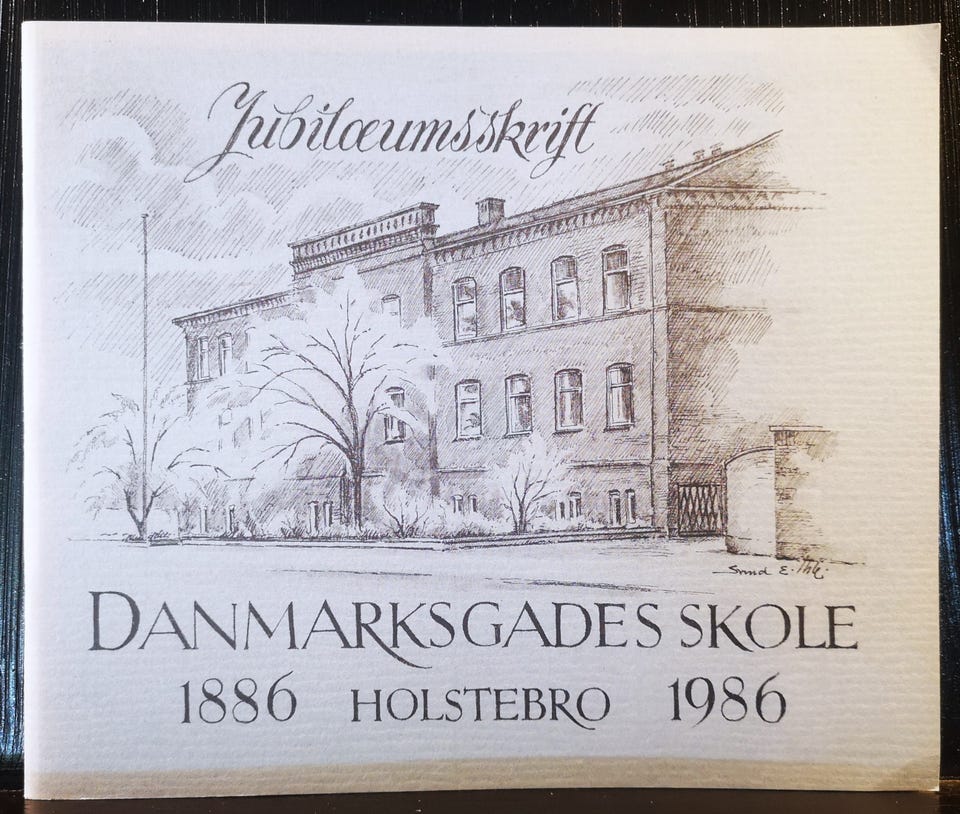 Jubilæumsskrift
E.
DANMARKSGADES SKOLE
1886 HOLSTEBRO 1986